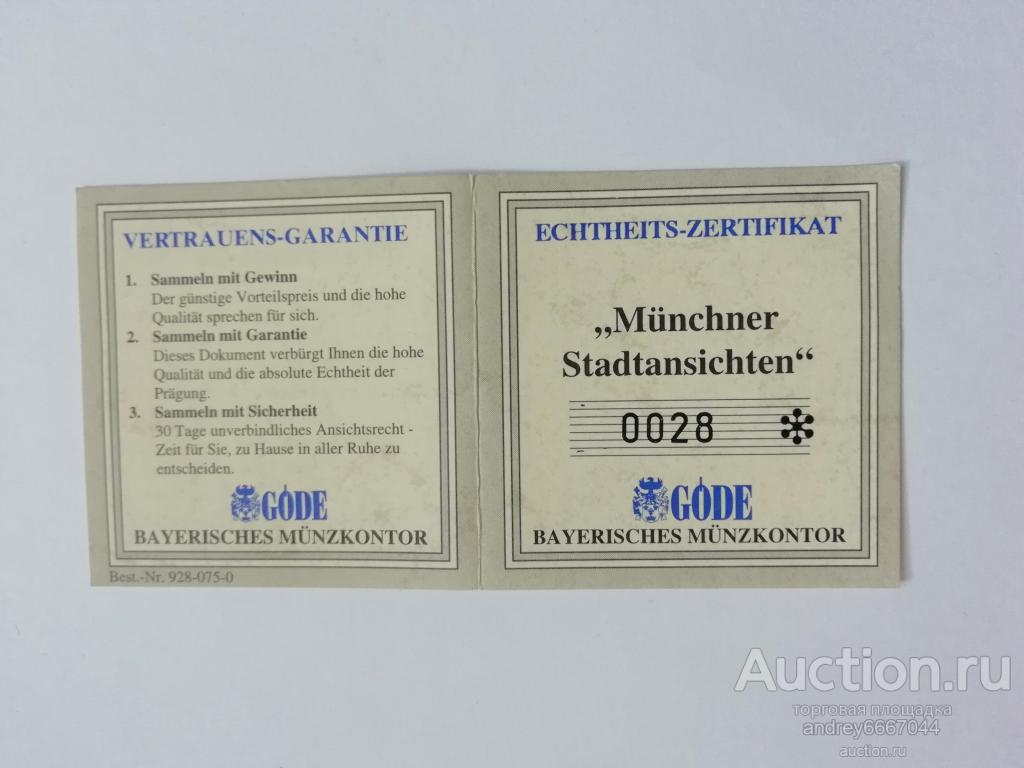 VERTRAUENS-GARANTIE
1. Sammeln mit Gewinn
Der günstige Vorteilspreis und die hohe
Qualität sprechen für sich.
2. Sammeln mit Garantie
Dieses Dokument verbürgt Ihnen die hohe
Qualität und die absolute Echtheit der
Prägung.
3. Sammeln mit Sicherheit
30 Tage unverbindliches Ansichtsrecht -
Zeit für Sie, zu Hause in aller Ruhe zu
entscheiden.
GÖDE
BAYERISCHES MÜNZKONTOR
Best.-Nr. 928-075-0
ECHTHEITS-ZERTIFIKAT
„Münchner
Stadtansichten“
0028
GÖDE
BAYERISCHES MÜNZKONTOR
Auction.ru
торговая площадка
andrey6667044
auction.ru